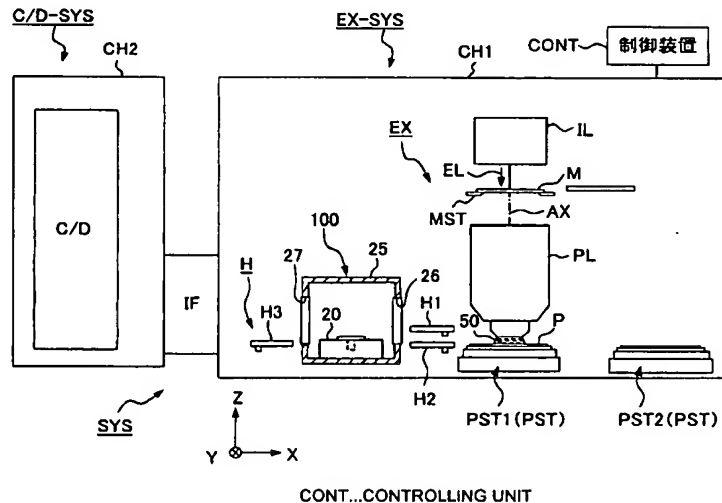 C/D-SYS
CH2
EX-SYS
CH1
CONT
制御装置
IL
EX
EL
M
MST
AX
C/D
100
25
PL
27
26
H
IF
H3
20
H1
50
P
H2
SYS
Z
Y
X
PST1(PST)
PST2(PST)
CONT...CONTROLLING UNIT